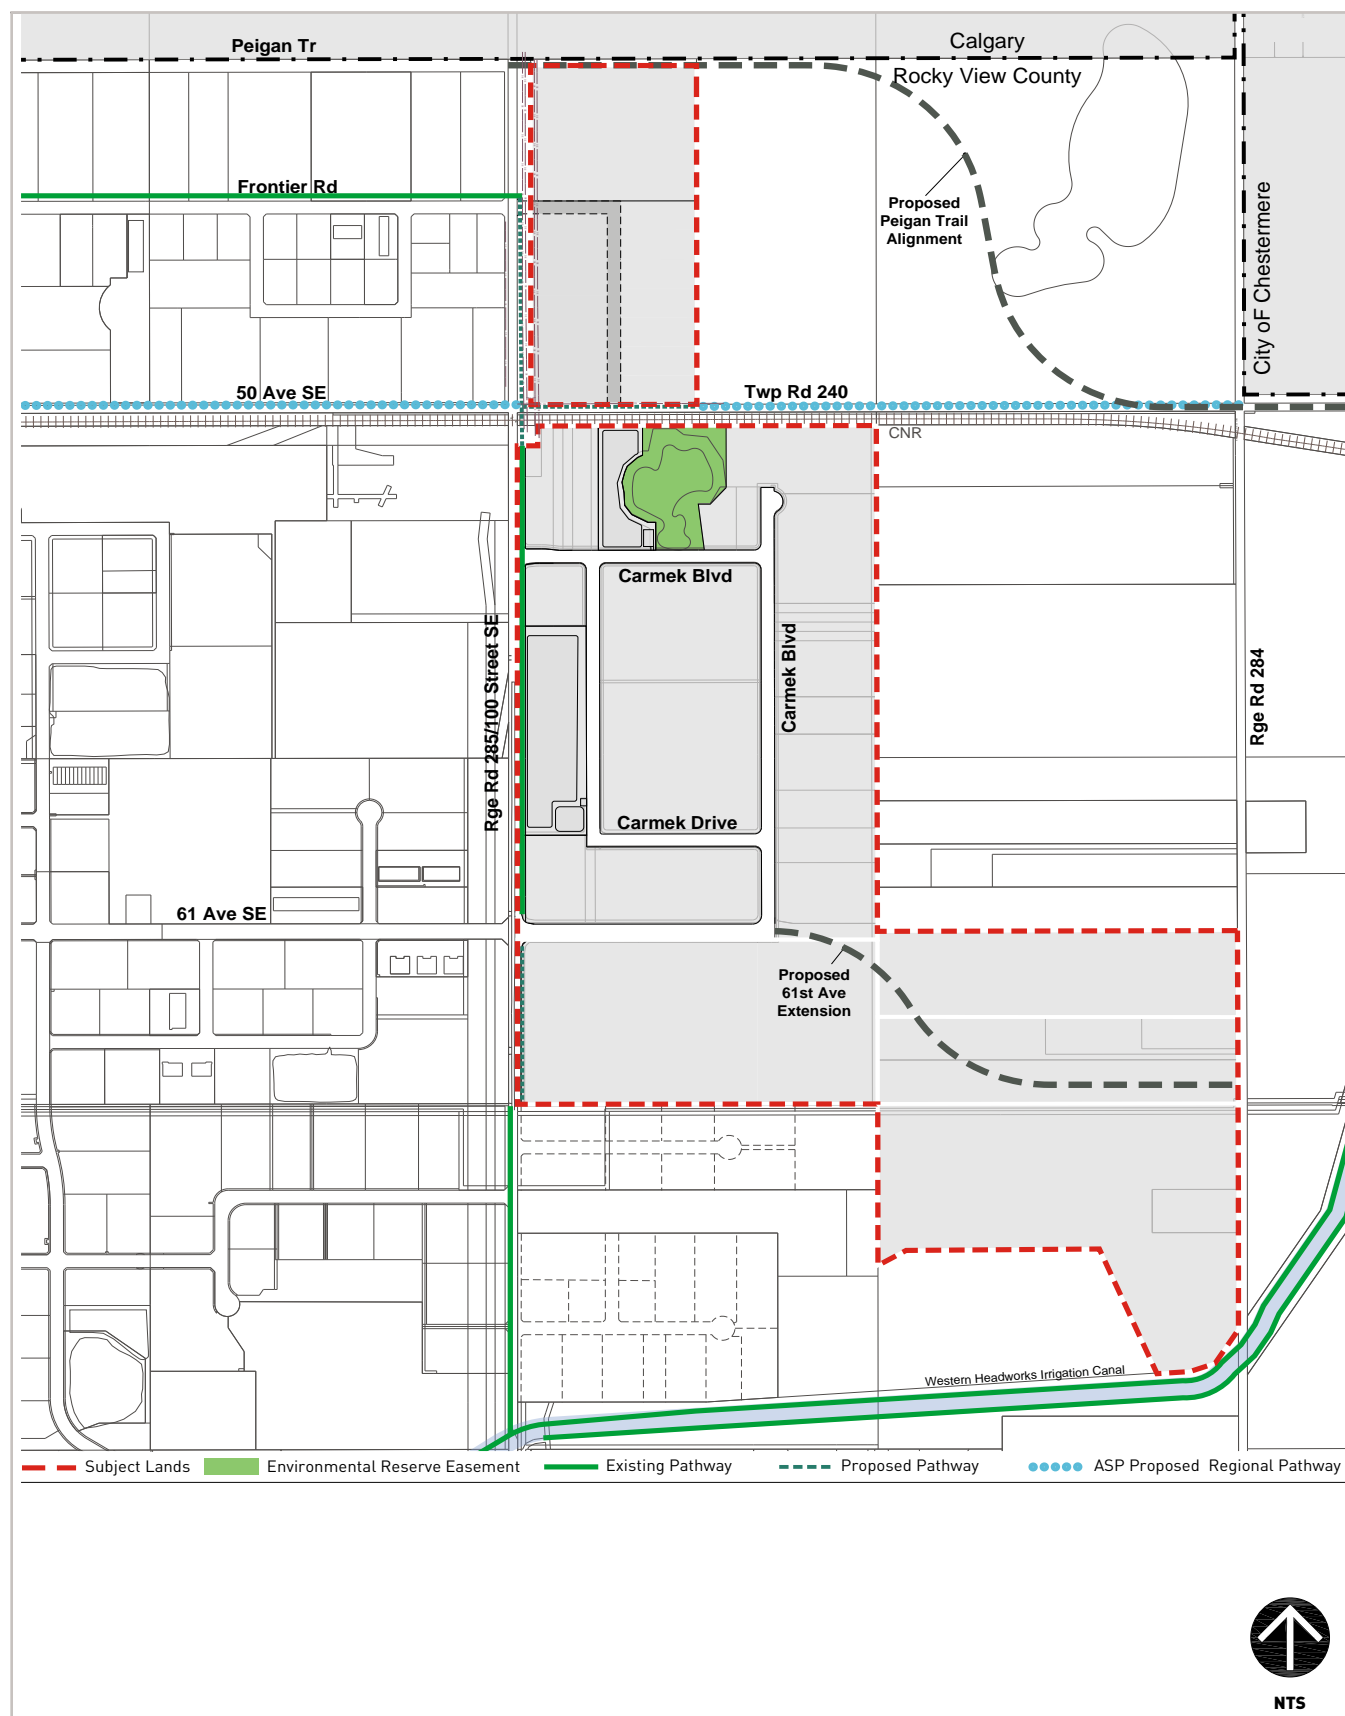 Peigan Tr
Calgary
Rocky View County
Frontier Rd
Proposed
Peigan Trail
Alignment
City oF Chestermere
50 Ave SE
Twp Rd 240
CNR
Carmek Blvd
Rge Rd 285/100 Street SE
Carmek Blvd
Rge Rd 284
Carmek Drive
61 Ave SE
Proposed
61st Ave
Extension
Western Headworks Irrigation Canal
Subject Lands
Environmental Reserve Easement
Existing Pathway
Proposed Pathway
ASP Proposed Regional Pathway
NTS